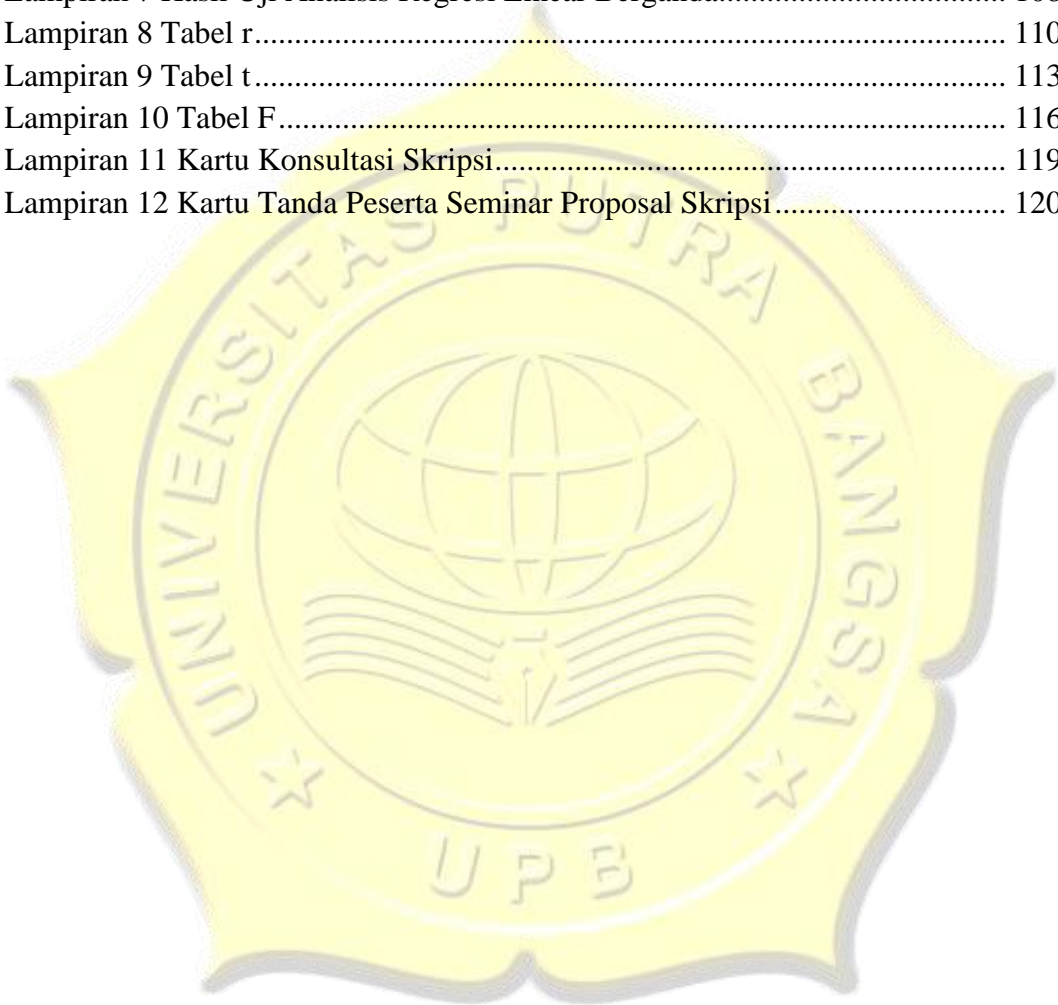 Lampiran 8 Tabel r........................................................................................................ 110
Lampiran 9 Tabel t........................................................................................................ 113
Lampiran 10 Tabel F..................................................................................................... 116
Lampiran 11 Kartu Konsultasi Skripsi....................................................................... 119
Lampiran 12 Kartu Tanda Peserta Seminar Proposal Skripsi............................ 120
UNIVERSITAS PUTRA BANGSA
UPB